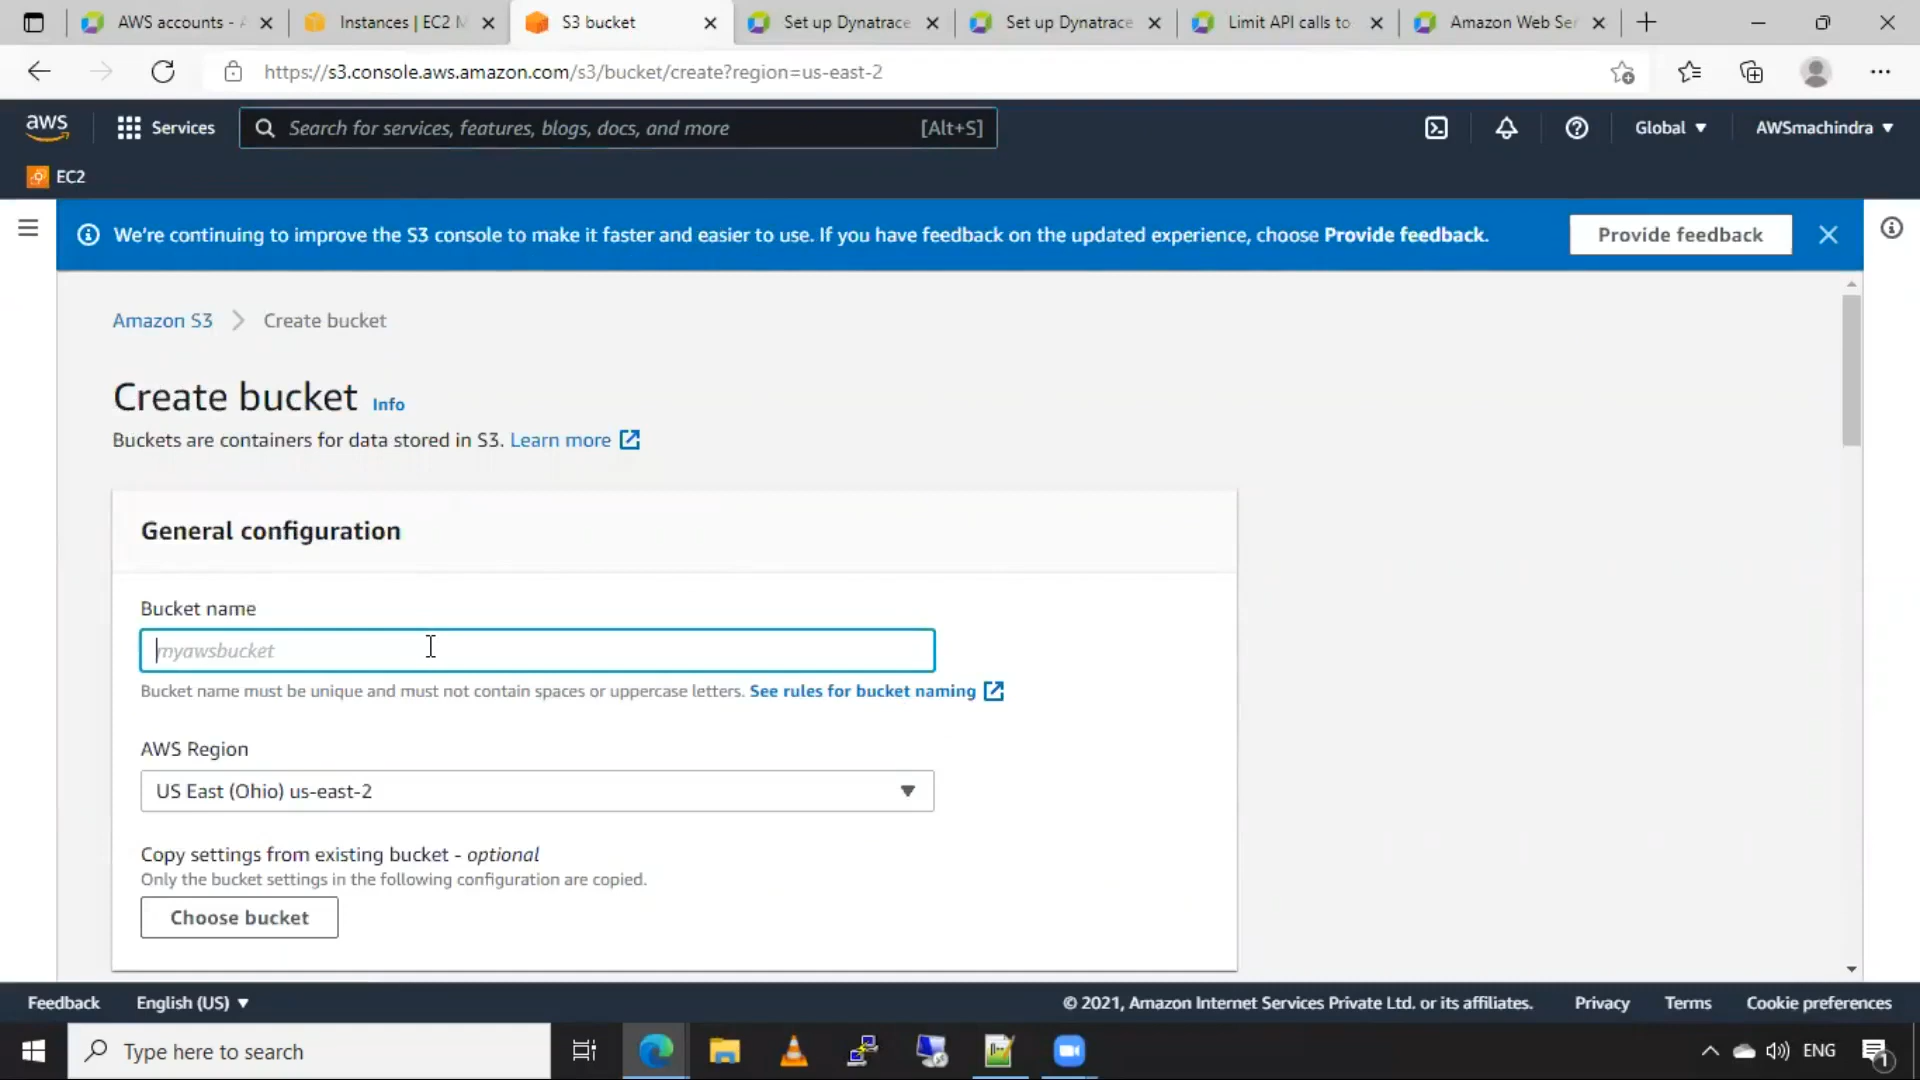 AWS accounts - A
Instances | EC2 M
S3 bucket
Set up Dynatrace
Set up Dynatrace
Limit API calls to
Amazon Web Ser
https://s3.console.aws.amazon.com/s3/bucket/create?region=us-east-2
aws
Services
Search for services, features, blogs, docs, and more
[Alt+S]
Global
AWSmachindra
EC2
We're continuing to improve the S3 console to make it faster and easier to use. If you have feedback on the updated experience, choose Provide feedback.
Provide feedback
Amazon S3
Create bucket
Create bucket Info
Buckets are containers for data stored in S3. Learn more
General configuration
Bucket name
myawsbucket
Bucket name must be unique and must not contain spaces or uppercase letters. See rules for bucket naming
AWS Region
US East (Ohio) us-east-2
Copy settings from existing bucket - optional
Only the bucket settings in the following configuration are copied.
Choose bucket
Feedback
English (US)
© 2021, Amazon Internet Services Private Ltd. or its affiliates.
Privacy
Terms
Cookie preferences
Type here to search
ENG
1